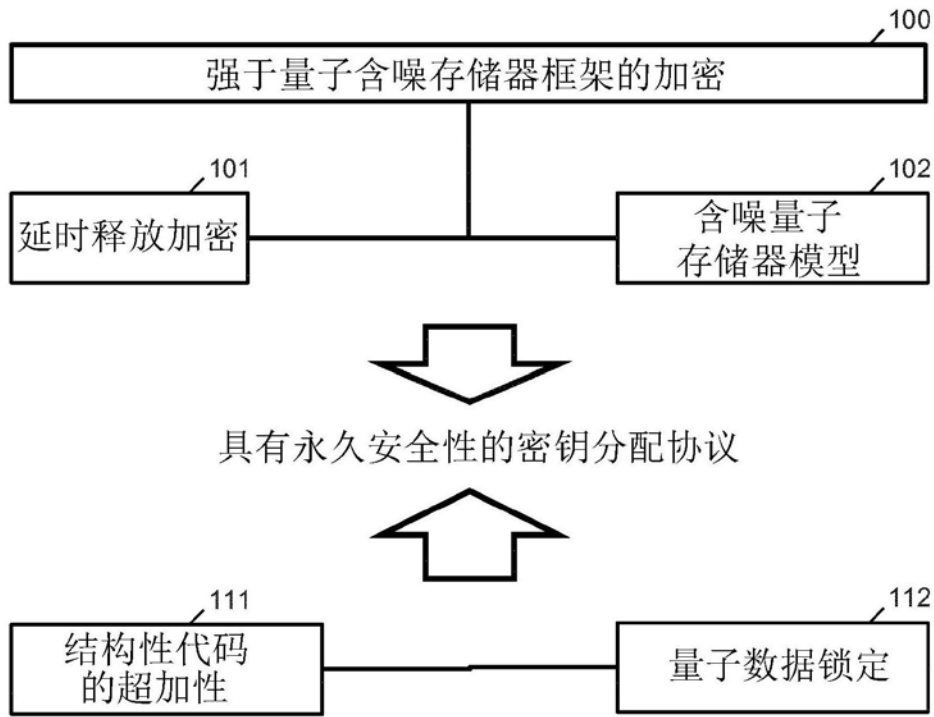 100
强于量子含噪存储器框架的加密
101
延时释放加密
102
含噪量子
存储器模型
具有永久安全性的密钥分配协议
111
结构性代码
的超加性
112
量子数据锁定